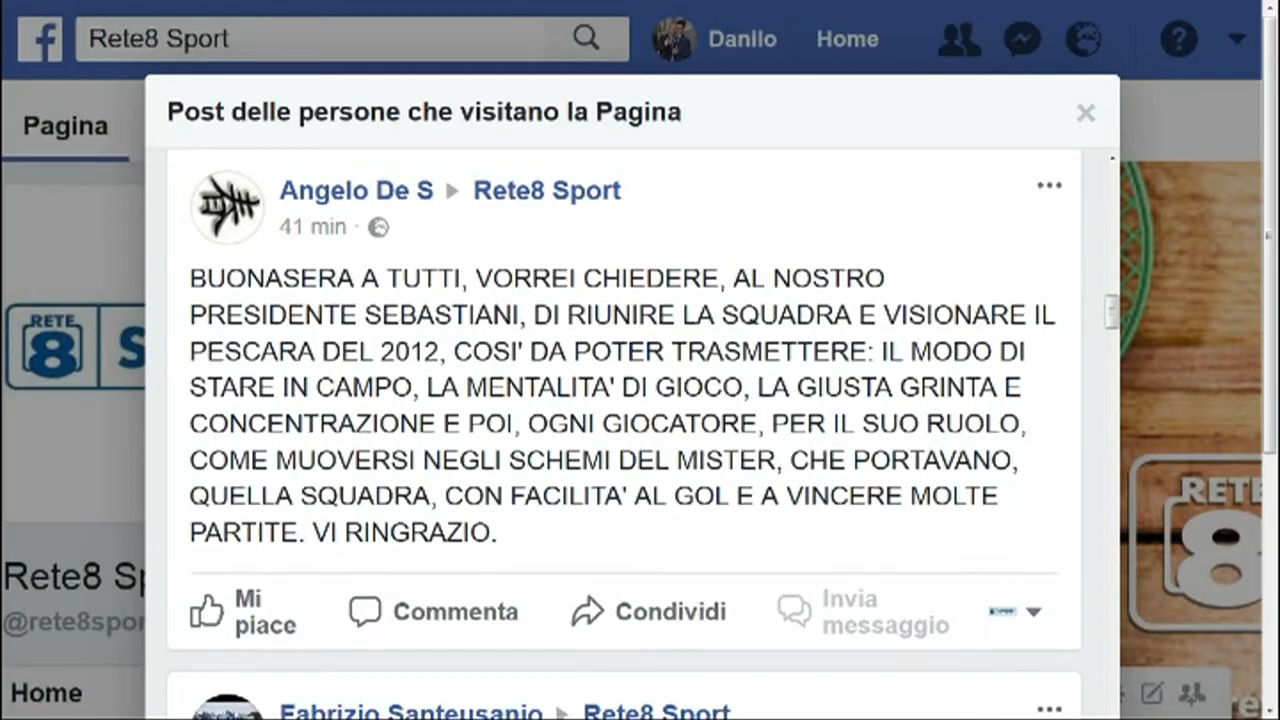 Rete8 Sport
Danilo
Home
Pagina
Post delle persone che visitano la Pagina
Angelo De S ▸ Rete8 Sport
41 min ·
BUONASERA A TUTTI, VORREI CHIEDERE, AL NOSTRO
PRESIDENTE SEBASTIANI, DI RIUNIRE LA SQUADRA E VISIONARE IL
PESCARA DEL 2012, COSI' DA POTER TRASMETTERE: IL MODO DI
STARE IN CAMPO, LA MENTALITA' DI GIOCO, LA GIUSTA GRINTA E
CONCENTRAZIONE E POI, OGNI GIOCATORE, PER IL SUO RUOLO,
COME MUOVERSI NEGLI SCHEMI DEL MISTER, CHE PORTAVANO,
QUELLA SQUADRA, CON FACILITA' AL GOL E A VINCERE MOLTE
PARTITE. VI RINGRAZIO.
Mi piace
Commenta
Condividi
Invia messaggio
Fabrizio Santeusanio ▸ Rete8 Sport
RETE
8
S
Rete8 Sp
@rete8spor
Home
RETE
8